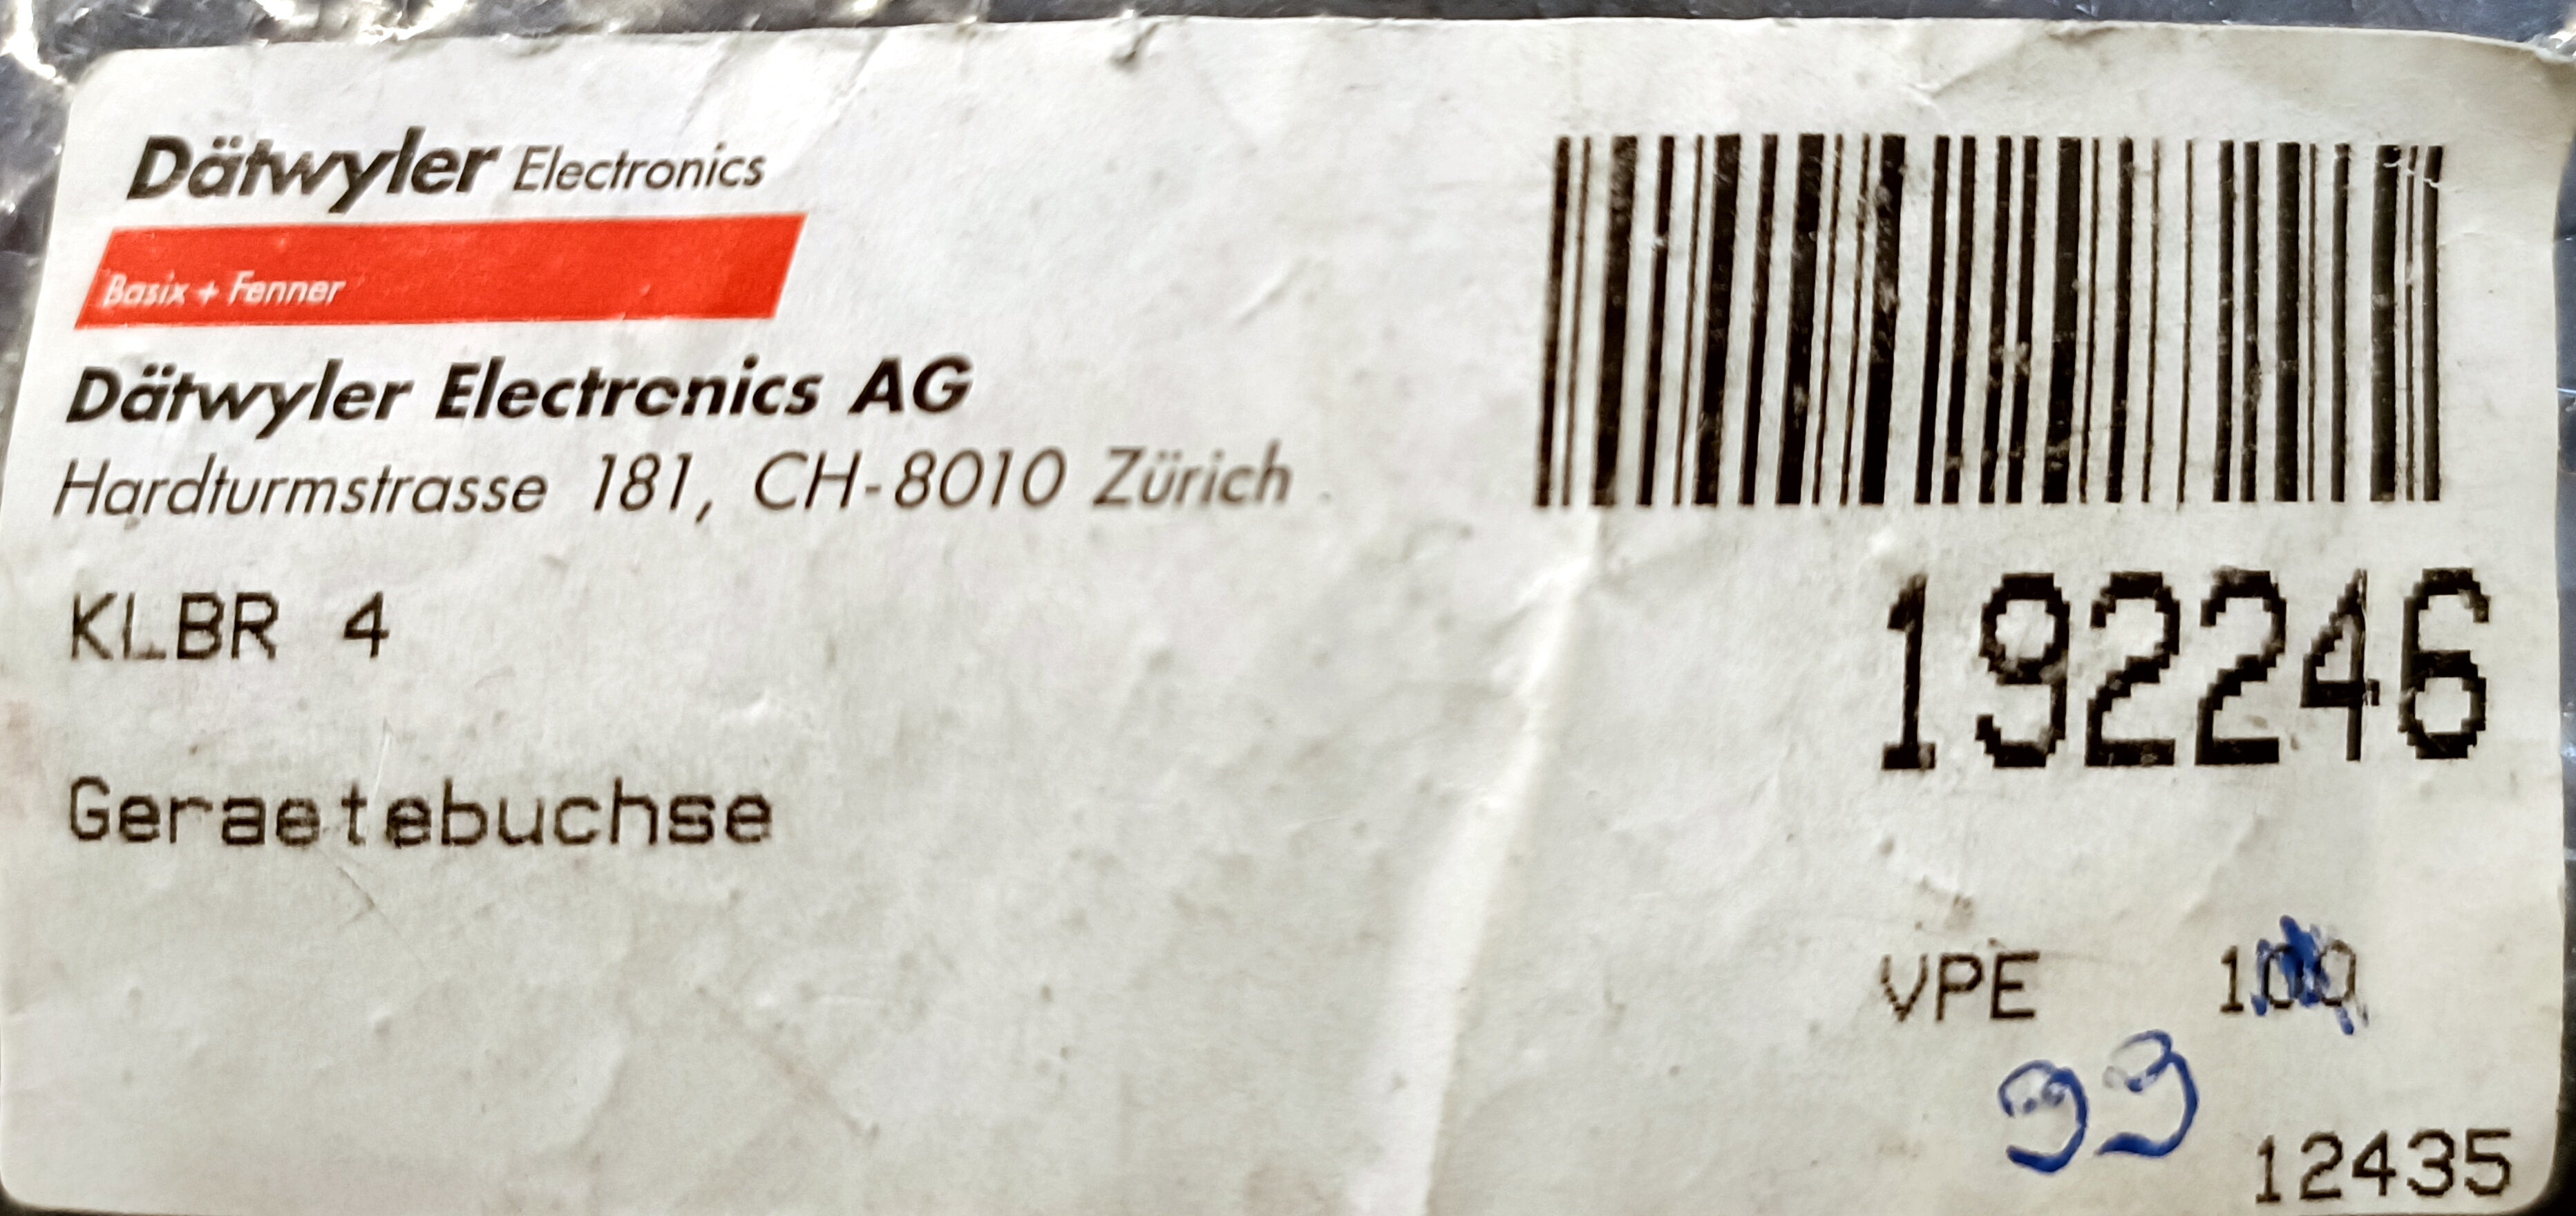 Dätwyler Electronics
Basix + Fenner
Dätwyler Electronics AG
Hardturmstrasse 181, CH-8010 Zürich
KLBR 4
192246
Geraetebuchse
VPE 100
99
12435